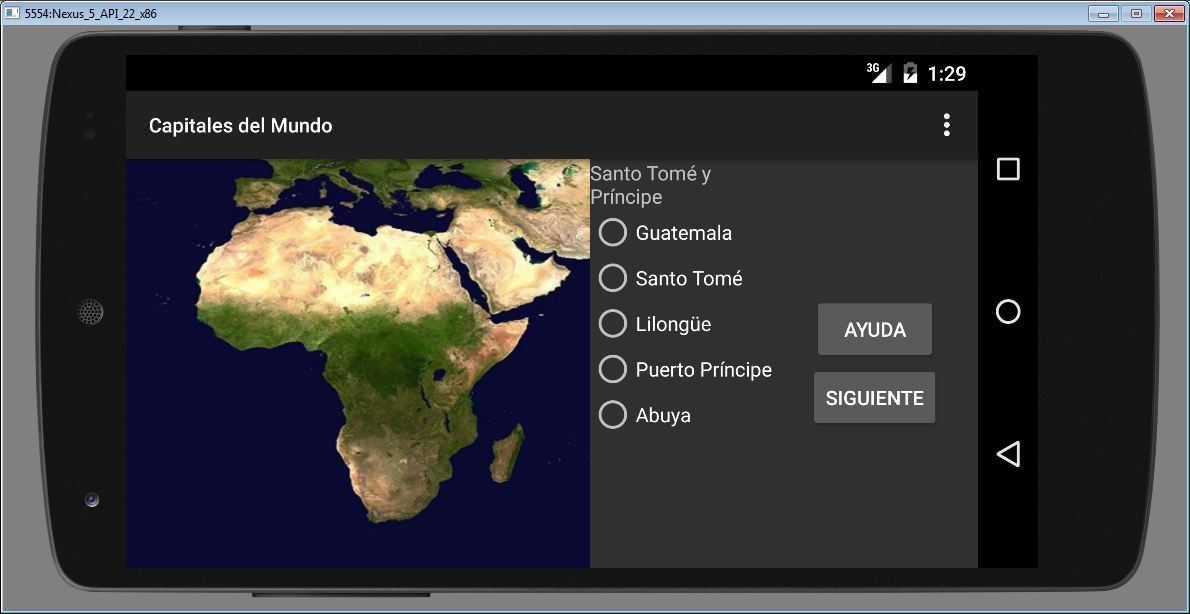 5554:Nexus_5_API_22_x86
3G 1:29
Capitales del Mundo
Santo Tomé y
Príncipe
Guatemala
Santo Tomé
Lilongüe
Puerto Príncipe
Abuya
AYUDA
SIGUIENTE